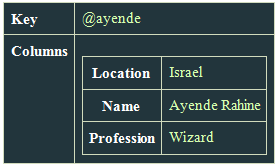 Key @ayende
Columns
Location Israel
Name Ayende Rahine
Profession Wizard